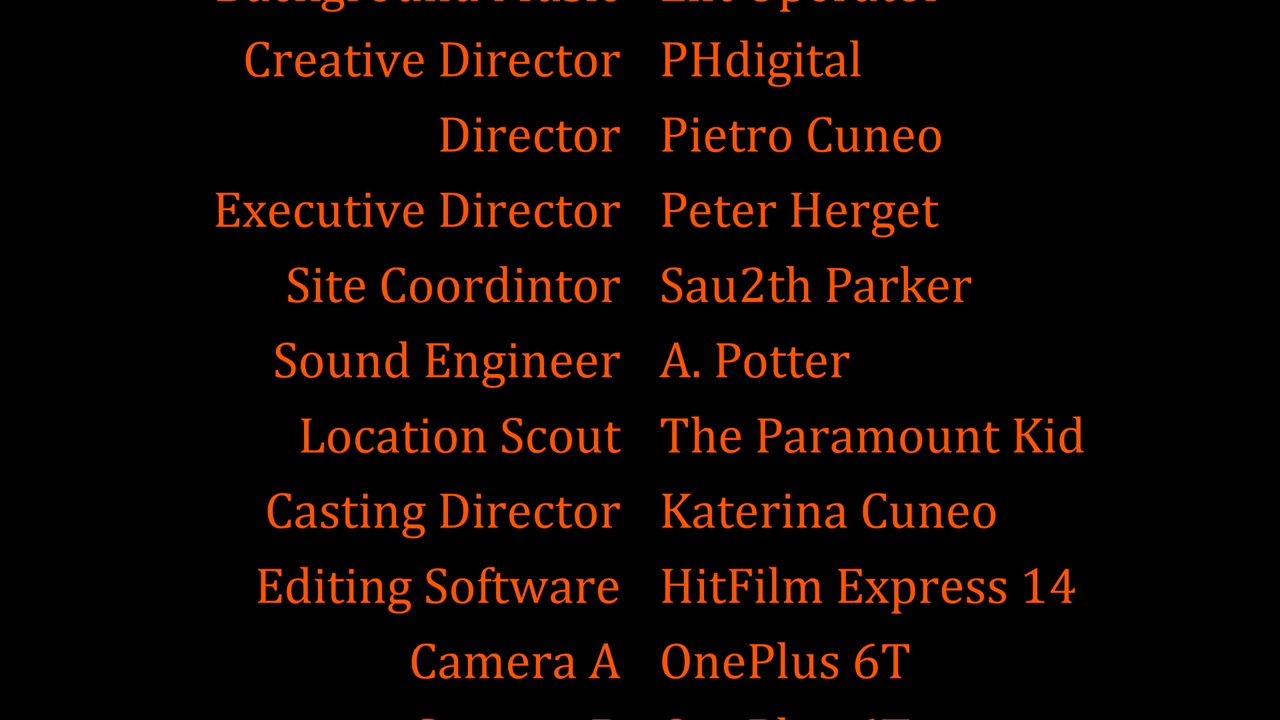 Creative Director PHdigital
Director Pietro Cuneo
Executive Director Peter Herget
Site Coordintor Sau2th Parker
Sound Engineer A. Potter
Location Scout The Paramount Kid
Casting Director Katerina Cuneo
Editing Software HitFilm Express 14
Camera A OnePlus 6T